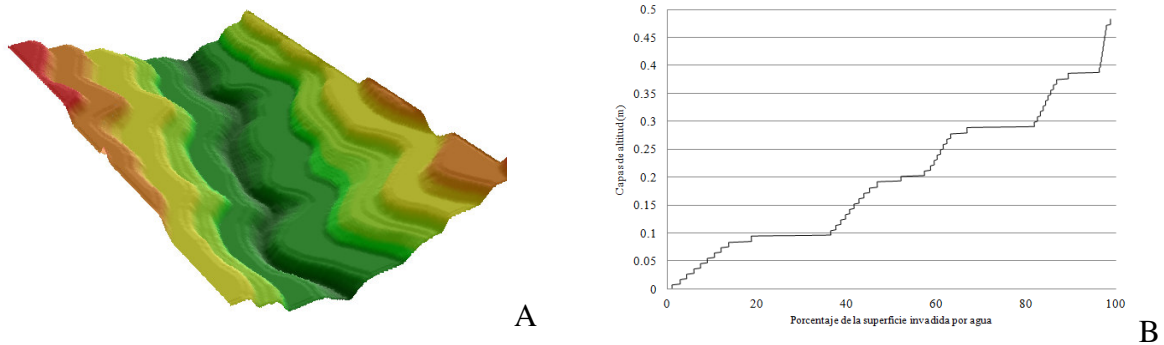 A
0.5
0.45
0.4
0.35
0.3
0.25
0.2
0.15
0.1
0.05
0
Capas de altitud (m)
0 20 40 60 80 100
Porcentaje de la superficie invadida por agua
B